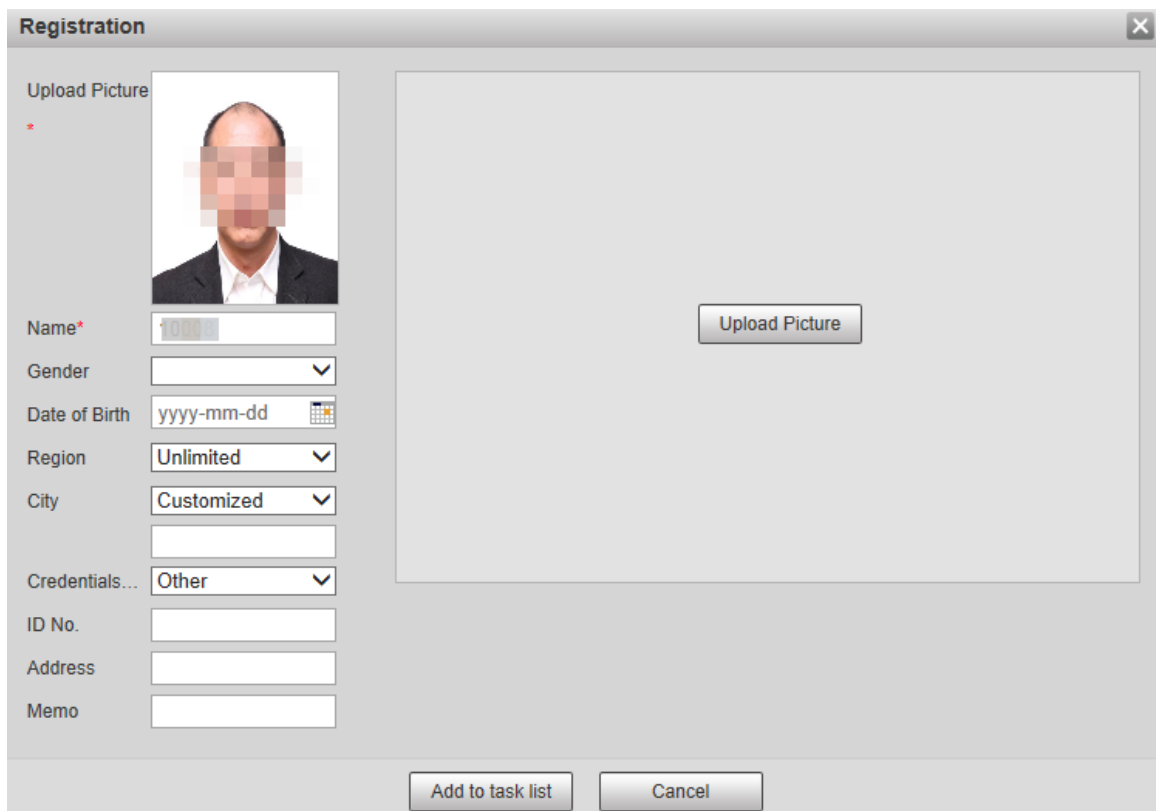 Registration
Upload Picture
*
Upload Picture
Name*
Gender
Date of Birth yyyy-mm-dd
Region Unlimited
City Customized
Credentials... Other
ID No.
Address
Memo
Add to task list Cancel